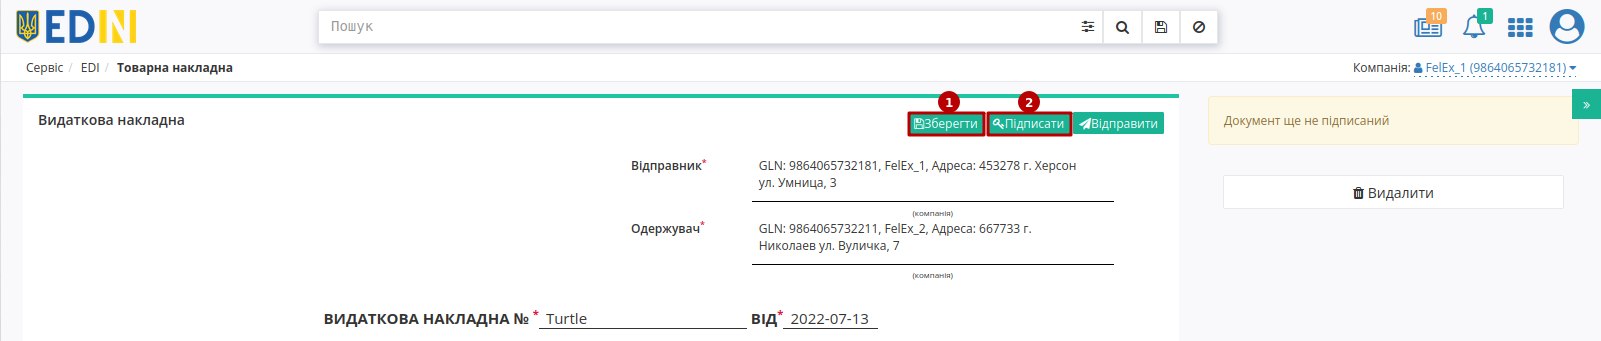 EDIN
Пошук
10
1
Сервіс / EDI / Товарна накладна
Компанія: FelEx_1 (9864065732181)
»
1
2
Видаткова накладна
Зберегти
Підписати
Відправити
Документ ще не підписаний
Видалити
Відправник*
GLN: 9864065732181, FelEx_1, Адреса: 453278 г. Херсон
ул. Умница, 3
(компанія)
Одержувач*
GLN: 9864065732211, FelEx_2, Адреса: 667733 г.
Николаев ул. Вуличка, 7
(компанія)
ВИДАТКОВА НАКЛАДНА № * Turtle ВІД* 2022-07-13